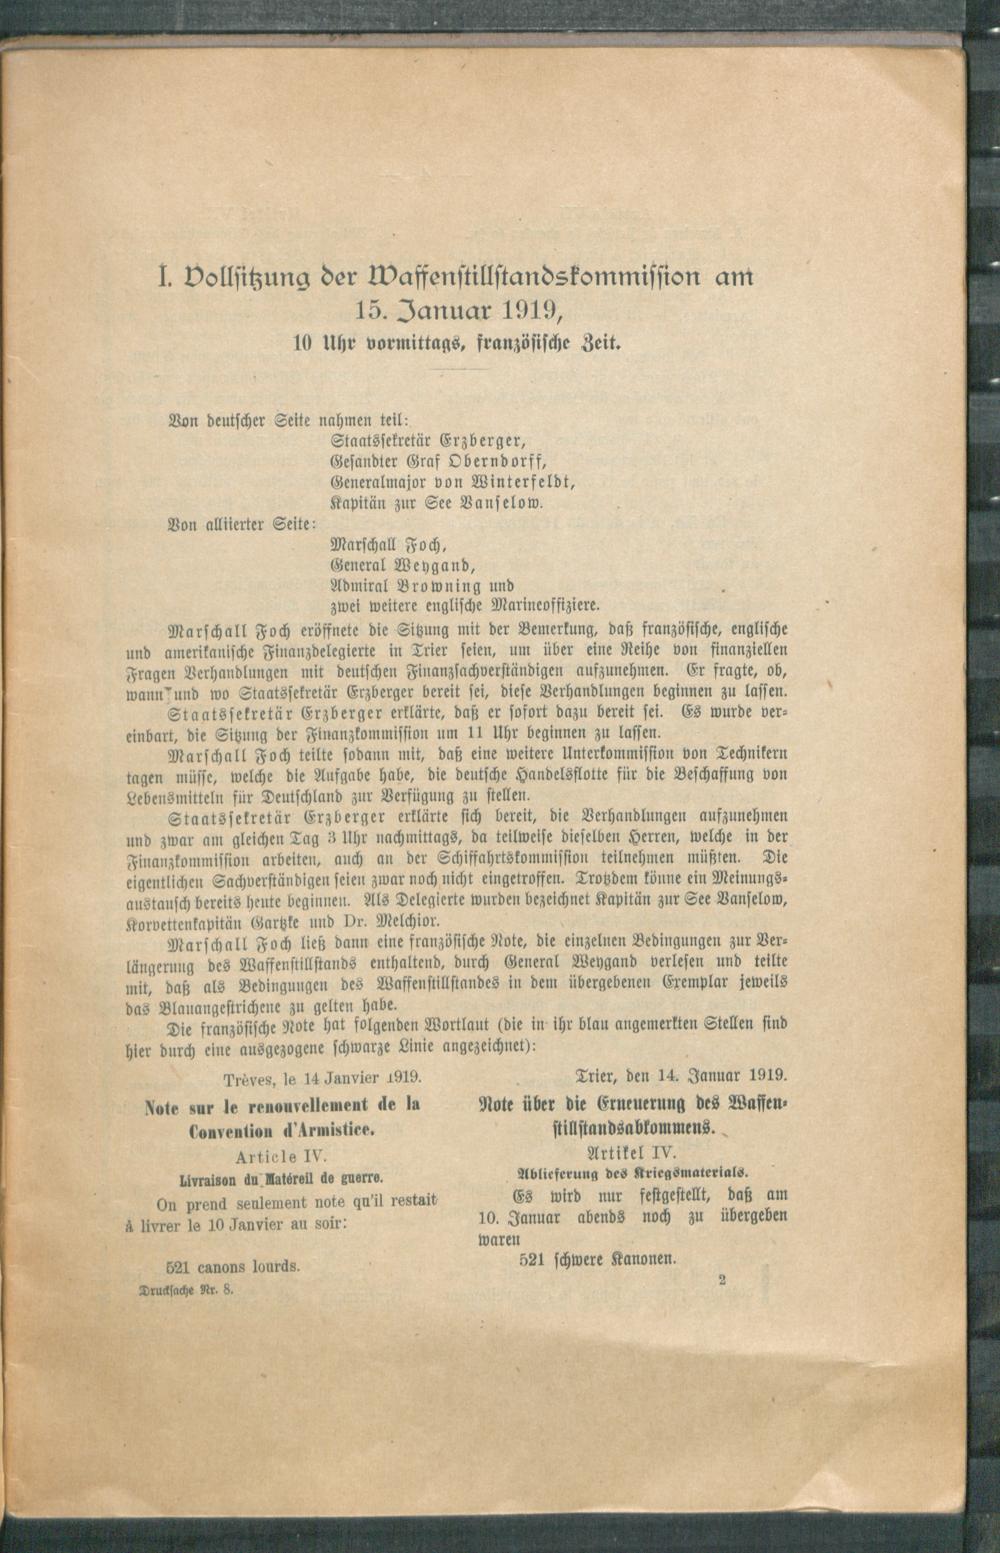 I. Vollsitzung der Waffenstillstandskommission am
15. Januar 1919,
10 Uhr vormittags, französische Zeit.
Von deutscher Seite nahmen teil:
Staatssekretär Erzberger,
Gesandter Graf Oberndorff,
Generalmajor von Winterfeldt,
Kapitän zur See Vanselow.
Von alliierter Seite:
Marschall Foch,
General Weygand,
Admiral Browning und
zwei weitere englische Marineoffiziere.
Marschall Foch eröffnete die Sitzung mit der Bemerkung, daß französische, englische
und amerikanische Finanzdelegierte in Trier seien, um über eine Reihe von finanziellen
Fragen Verhandlungen mit deutschen Finanzsachverständigen aufzunehmen. Er fragte, ob,
wann und wo Staatssekretär Erzberger bereit sei, diese Verhandlungen beginnen zu lassen.
Staatssekretär Erzberger erklärte, daß er sofort dazu bereit sei. Es wurde ver-
einbart, die Sitzung der Finanzkommission um 11 Uhr beginnen zu lassen.
Marschall Foch teilte sodann mit, daß eine weitere Unterkommission von Technikern
tagen müsse, welche die Aufgabe habe, die deutsche Handelsflotte für die Beschaffung von
Lebensmitteln für Deutschland zur Verfügung zu stellen.
Staatssekretär Erzberger erklärte sich bereit, die Verhandlungen aufzunehmen
und zwar am gleichen Tag 3 Uhr nachmittags, da teilweise dieselben Herren, welche in der
Finanzkommission arbeiten, auch an der Schiffahrtskommission teilnehmen müßten. Die
eigentlichen Sachverständigen seien zwar noch nicht eingetroffen. Trotzdem könne ein Meinungs-
austausch bereits heute beginnen. Als Delegierte wurden bezeichnet Kapitän zur See Vanselow,
Korvettenkapitän Gartzke und Dr. Melchior.
Marschall Foch ließ dann eine französische Note, die einzelnen Bedingungen zur Ver-
längerung des Waffenstillstands enthaltend, durch General Weygand verlesen und teilte
mit, daß als Bedingungen des Waffenstillstandes in dem übergebenen Exemplar jeweils
das Blauangestrichene zu gelten habe.
Die französische Note hat folgenden Wortlaut (die in ihr blau angemerkten Stellen sind
hier durch eine ausgezogene schwarze Linie angezeichnet):
Trèves, le 14 Janvier 1919.
Note sur le renouvellement de la
Convention d'Armistice.
Article IV.
Livraison du Matéreil de guerre.
On prend seulement note qu'il restait
à livrer le 10 Janvier au soir:
521 canons lourds.
Drucksache Nr. 8.
Trier, den 14. Januar 1919.
Note über die Erneuerung des Waffen-
stillstandsabkommens.
Artikel IV.
Ablieferung des Kriegsmaterials.
Es wird nur festgestellt, daß am
10. Januar abends noch zu übergeben
waren
521 schwere Kanonen.
2